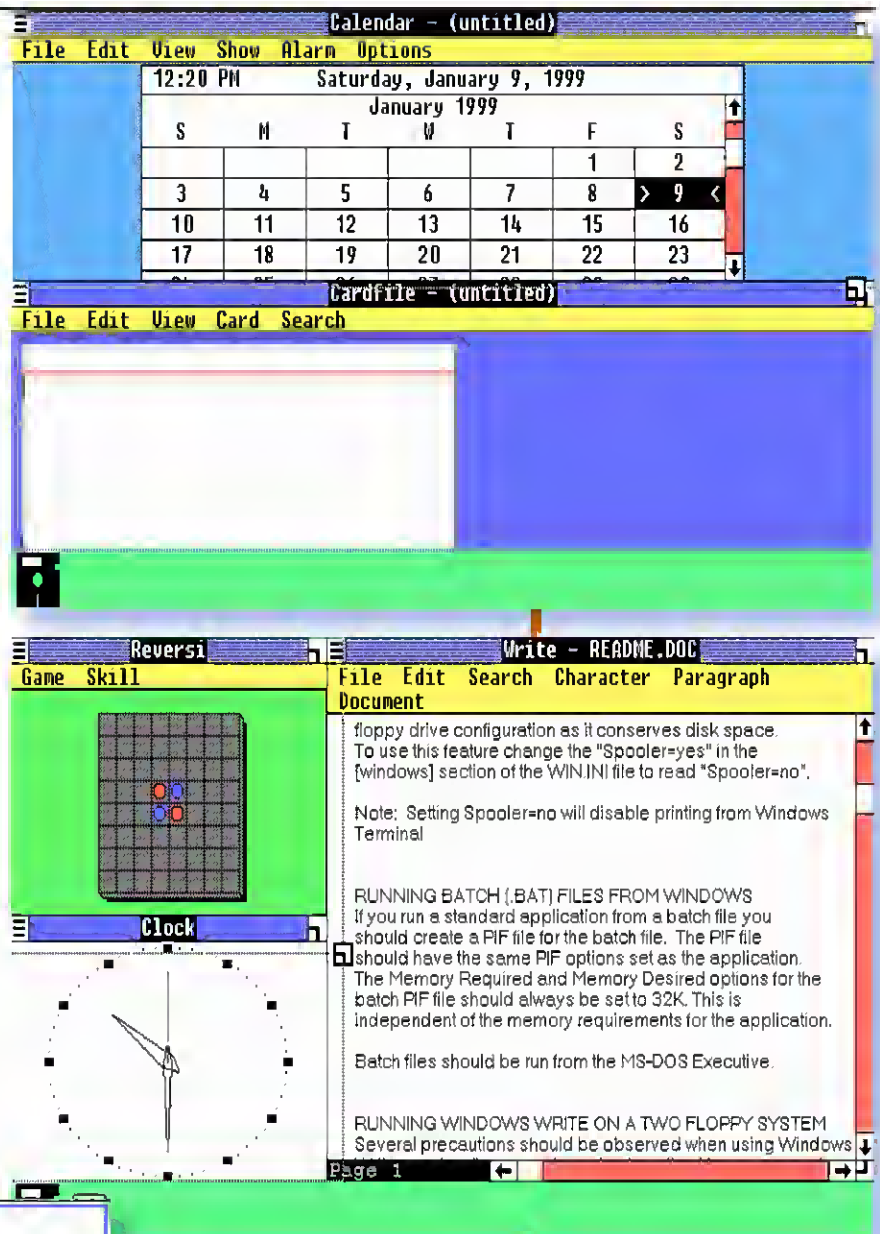 Calendar - (untitled)
File Edit View Show Alarm Options
12:20 PM Saturday, January 9, 1999
January 1999
S M T W T F S
1 2
3 4 5 6 7 8 > 9 <
10 11 12 13 14 15 16
17 18 19 20 21 22 23
Cardfile - (untitled)
File Edit View Card Search
Reversi
Game Skill
Clock
Write - README.DOC
File Edit Search Character Paragraph
Document
floppy drive configuration as it conserves disk space.
To use this feature change the "Spooler=yes" in the
[windows] section of the WIN.INI file to read "Spooler=no".
Note: Setting Spooler=no will disable printing from Windows
Terminal
RUNNING BATCH (.BAT) FILES FROM WINDOWS
If you run a standard application from a batch file you
should create a PIF file for the batch file. The PIF file
should have the same PIF options set as the application.
The Memory Required and Memory Desired options for the
batch PIF file should always be set to 32K. This is
independent of the memory requirements for the application.
Batch files should be run from the MS-DOS Executive.
RUNNING WINDOWS WRITE ON A TWO FLOPPY SYSTEM
Several precautions should be observed when using Windows
Page 1